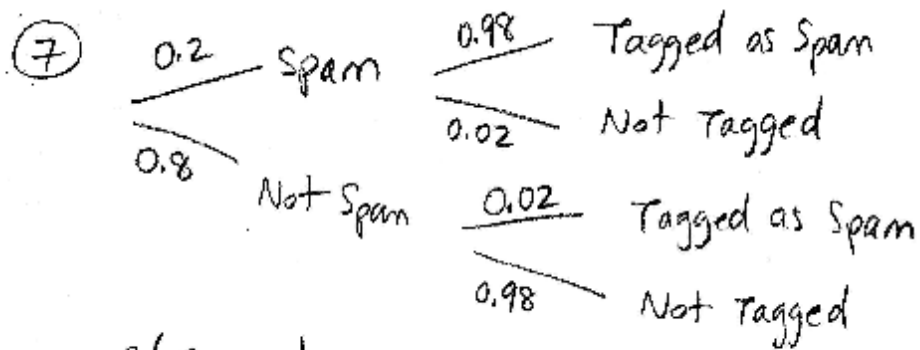 7
0.2 Spam 0.98 Tagged as Spam
0.02 Not Tagged
0.8 Not Spam 0.02 Tagged as Spam
0.98 Not Tagged